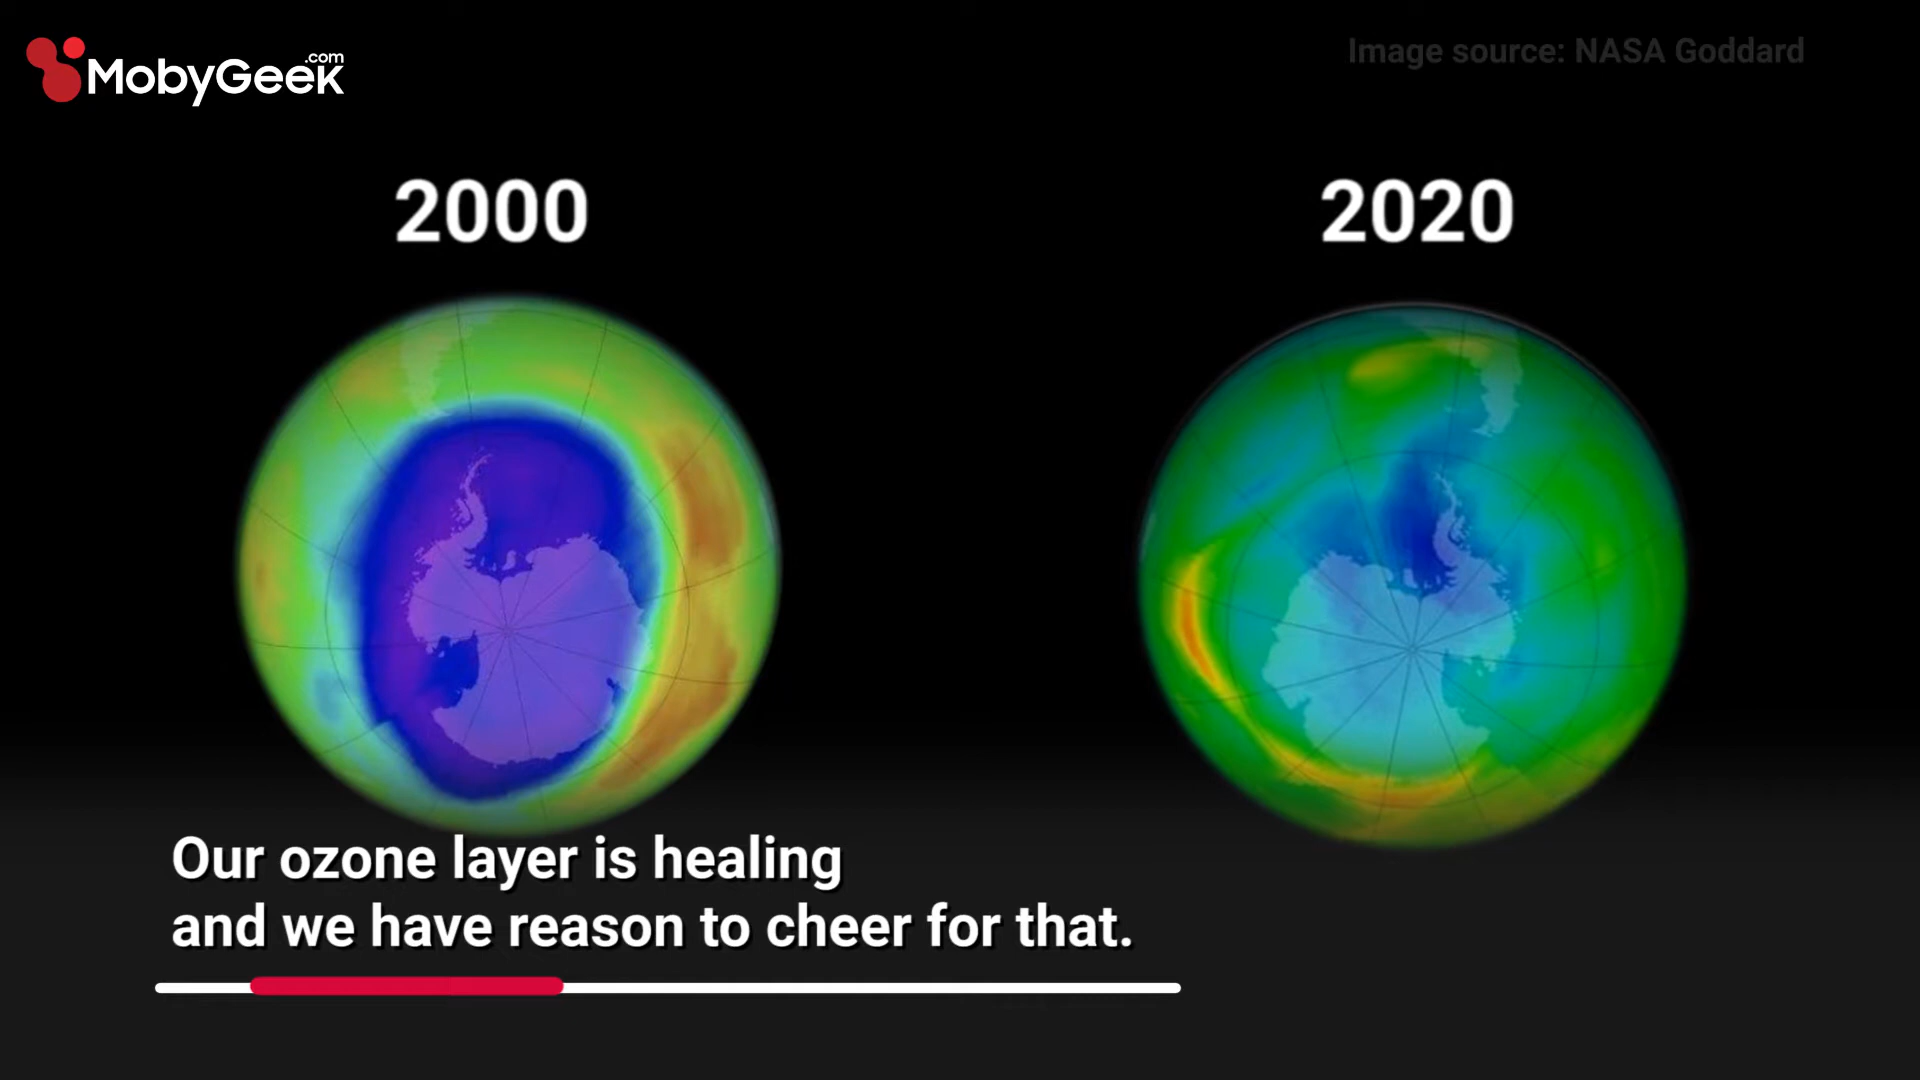 MobyGeek.com
Image source: NASA Goddard
2000
2020
Our ozone layer is healing
and we have reason to cheer for that.